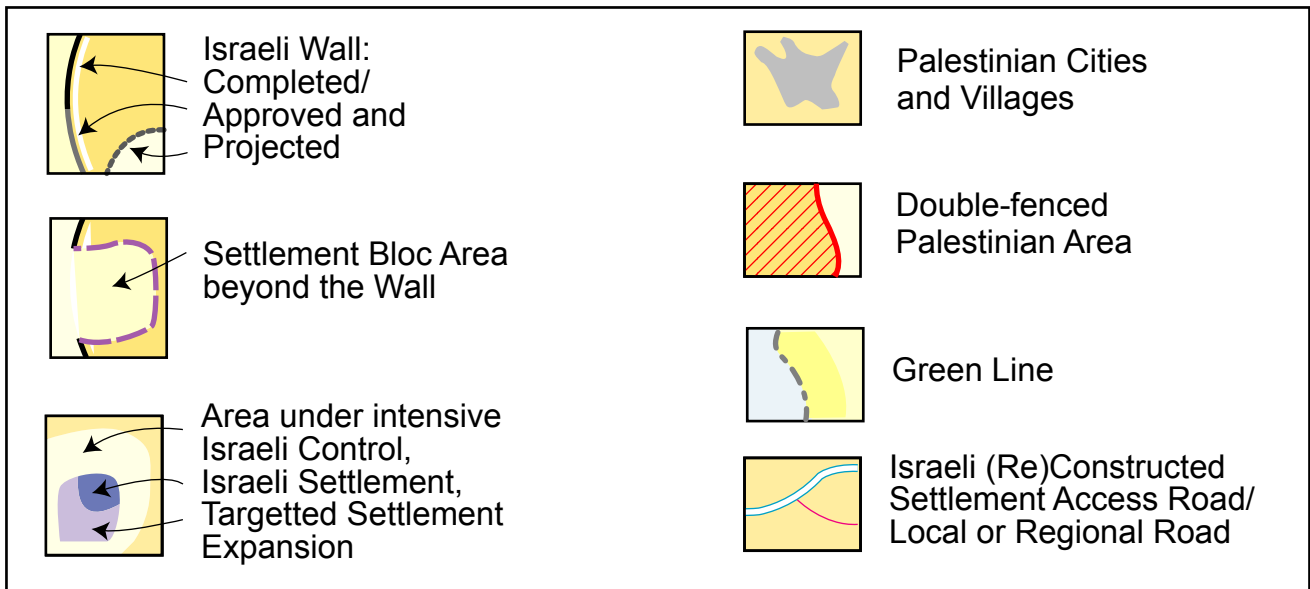 Israeli Wall:
Completed/
Approved and
Projected
Settlement Bloc Area
beyond the Wall
Area under intensive
Israeli Control,
Israeli Settlement,
Targetted Settlement
Expansion
Palestinian Cities
and Villages
Double-fenced
Palestinian Area
Green Line
Israeli (Re)Constructed
Settlement Access Road/
Local or Regional Road